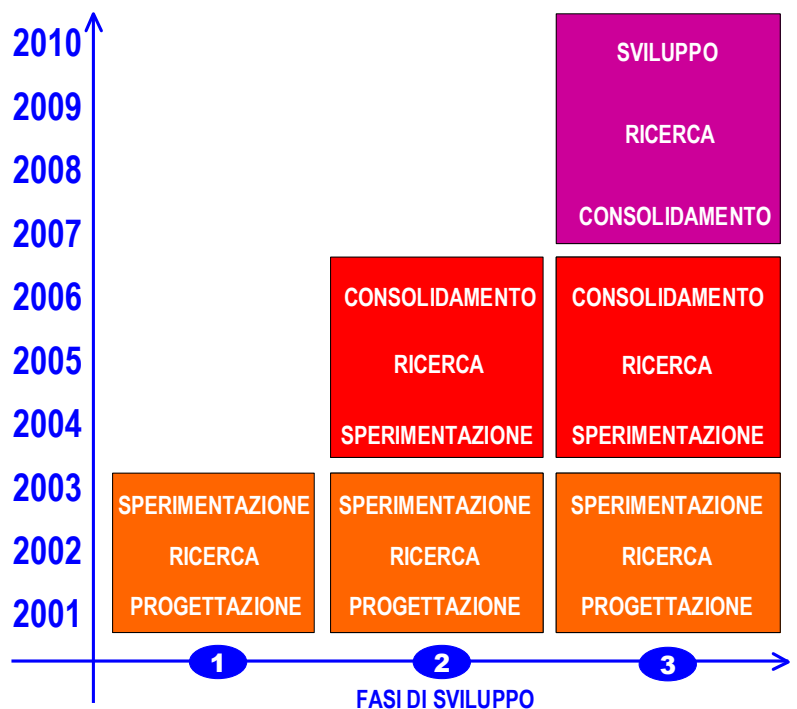 2010
SVILUPPO
2009
RICERCA
2008
CONSOLIDAMENTO
2007
2006
CONSOLIDAMENTO
CONSOLIDAMENTO
2005
RICERCA
RICERCA
2004
SPERIMENTAZIONE
SPERIMENTAZIONE
2003
SPERIMENTAZIONE
SPERIMENTAZIONE
SPERIMENTAZIONE
2002
RICERCA
RICERCA
RICERCA
2001
PROGETTAZIONE
PROGETTAZIONE
PROGETTAZIONE
1
2
3
FASI DI SVILUPPO